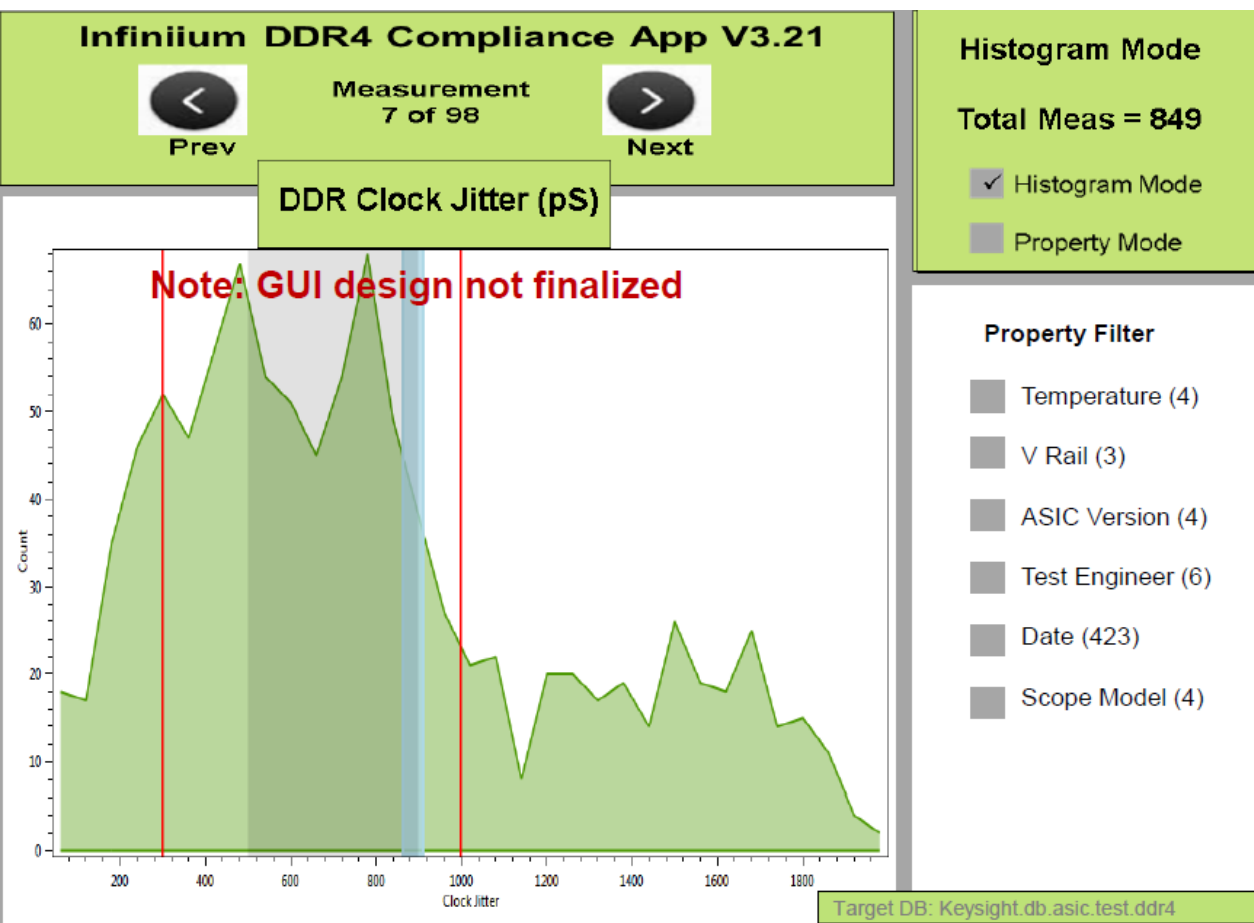 Infiniium DDR4 Compliance App V3.21
<
Measurement
7 of 98
>
Prev
Next
Histogram Mode
Total Meas = 849
✓ Histogram Mode
Property Mode
DDR Clock Jitter (pS)
Note: GUI design not finalized
60
50
40
30
20
10
0
Count
200 400 600 800 1000 1200 1400 1600 1800
Clock Jitter
Property Filter
Temperature (4)
V Rail (3)
ASIC Version (4)
Test Engineer (6)
Date (423)
Scope Model (4)
Target DB: Keysight.db.asic.test.ddr4